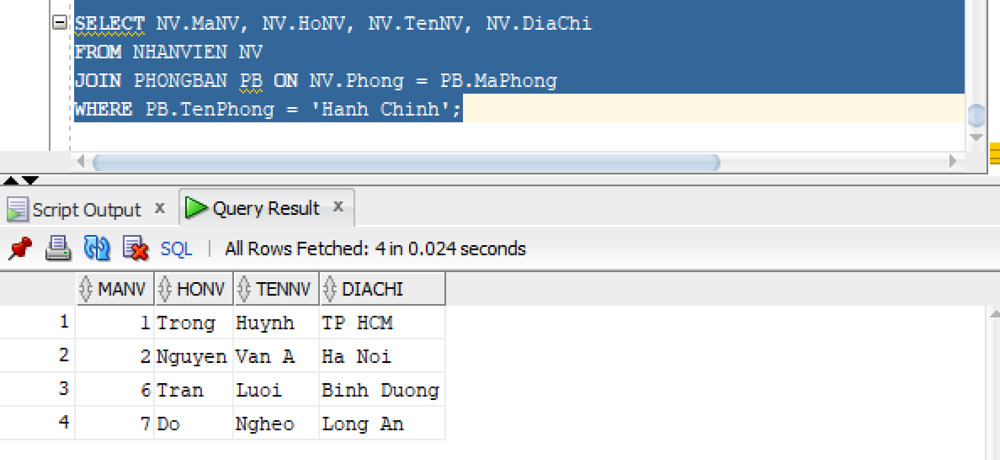 SELECT NV.MaNV, NV.HoNV, NV.TenNV, NV.DiaChi
FROM NHANVIEN NV
JOIN PHONGBAN PB ON NV.Phong = PB.MaPhong
WHERE PB.TenPhong = 'Hanh Chinh';
Script Output x Query Result x
SQL | All Rows Fetched: 4 in 0.024 seconds
MANV HONV TENNV DIACHI
1 1 Trong Huynh TP HCM
2 2 Nguyen Van A Ha Noi
3 6 Tran Luoi Binh Duong
4 7 Do Ngheo Long An